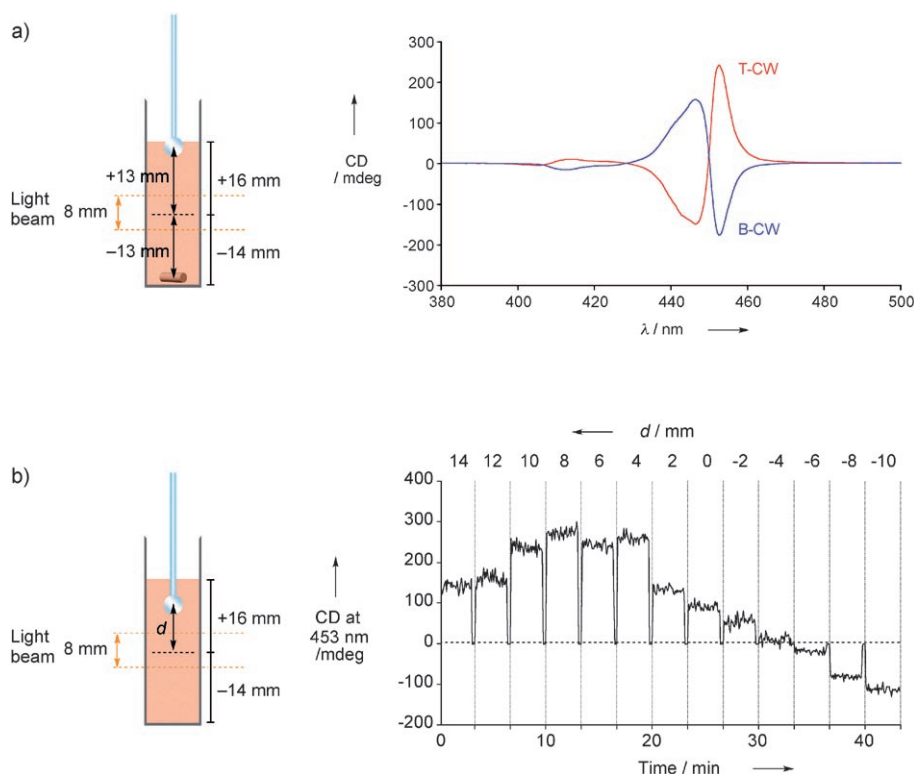 a)
+13 mm
–13 mm
+16 mm
–14 mm
Light
beam
8 mm
CD
/ mdeg
300
200
100
0
-100
-200
-300
380
400
420
440
460
480
500
T-CW
B-CW
λ / nm
b)
d
+16 mm
–14 mm
Light
beam
8 mm
CD at
453 nm
/mdeg
d / mm
14 12 10 8 6 4 2 0 -2 -4 -6 -8 -10
400
300
200
100
0
-100
-200
0 10 20 30 40
Time / min